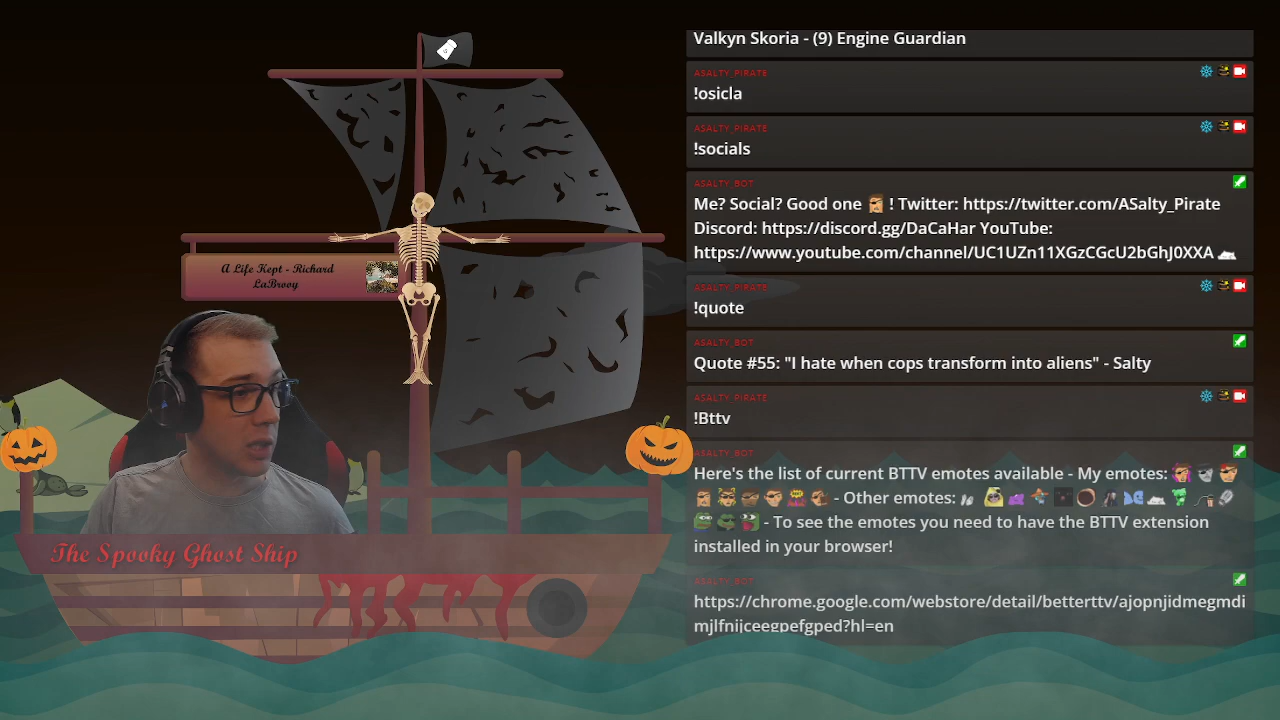 Valkyn Skoria - (9) Engine Guardian
ASALTY_PIRATE
!osicla
ASALTY_PIRATE
!socials
ASALTY_BOT
Me? Social? Good one ! Twitter: https://twitter.com/ASalty_Pirate
Discord: https://discord.gg/DaCaHar YouTube:
https://www.youtube.com/channel/UC1UZn11XGzCGcU2bGhJ0XXA
ASALTY_PIRATE
!quote
ASALTY_BOT
Quote #55: "I hate when cops transform into aliens" - Salty
ASALTY_PIRATE
!Bttv
ASALTY_BOT
Here's the list of current BTTV emotes available - My emotes:
- Other emotes:
- To see the emotes you need to have the BTTV extension
installed in your browser!
ASALTY_BOT
https://chrome.google.com/webstore/detail/betterttv/ajopnjidmegmdi
mjlfnijceegpefgped?hl=en
A Life Kept - Richard
LaBrooy
The Spooky Ghost Ship